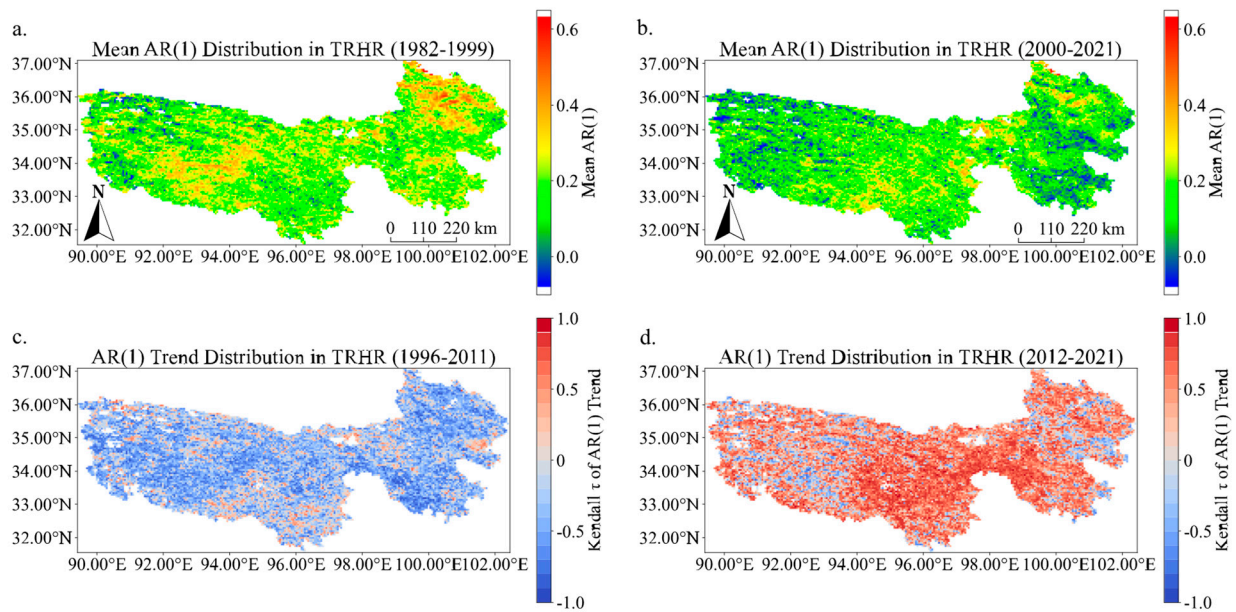 a.
Mean AR(1) Distribution in TRHR (1982-1999)
37.00°N
36.00°N
35.00°N
34.00°N
33.00°N
32.00°N
N
0 110 220 km
90.00°E 92.00°E 94.00°E 96.00°E 98.00°E 100.00°E 102.00°E
0.6
0.4
0.2
0.0
Mean AR(1)
b.
Mean AR(1) Distribution in TRHR (2000-2021)
37.00°N
36.00°N
35.00°N
34.00°N
33.00°N
32.00°N
N
0 110 220 km
90.00°E 92.00°E 94.00°E 96.00°E 98.00°E 100.00°E 102.00°E
0.6
0.4
0.2
0.0
Mean AR(1)
c.
AR(1) Trend Distribution in TRHR (1996-2011)
37.00°N
36.00°N
35.00°N
34.00°N
33.00°N
32.00°N
90.00°E 92.00°E 94.00°E 96.00°E 98.00°E 100.00°E 102.00°E
1.0
0.5
0
-0.5
-1.0
Kendall τ of AR(1) Trend
d.
AR(1) Trend Distribution in TRHR (2012-2021)
37.00°N
36.00°N
35.00°N
34.00°N
33.00°N
32.00°N
90.00°E 92.00°E 94.00°E 96.00°E 98.00°E 100.00°E 102.00°E
1.0
0.5
0
-0.5
-1.0
Kendall τ of AR(1) Trend